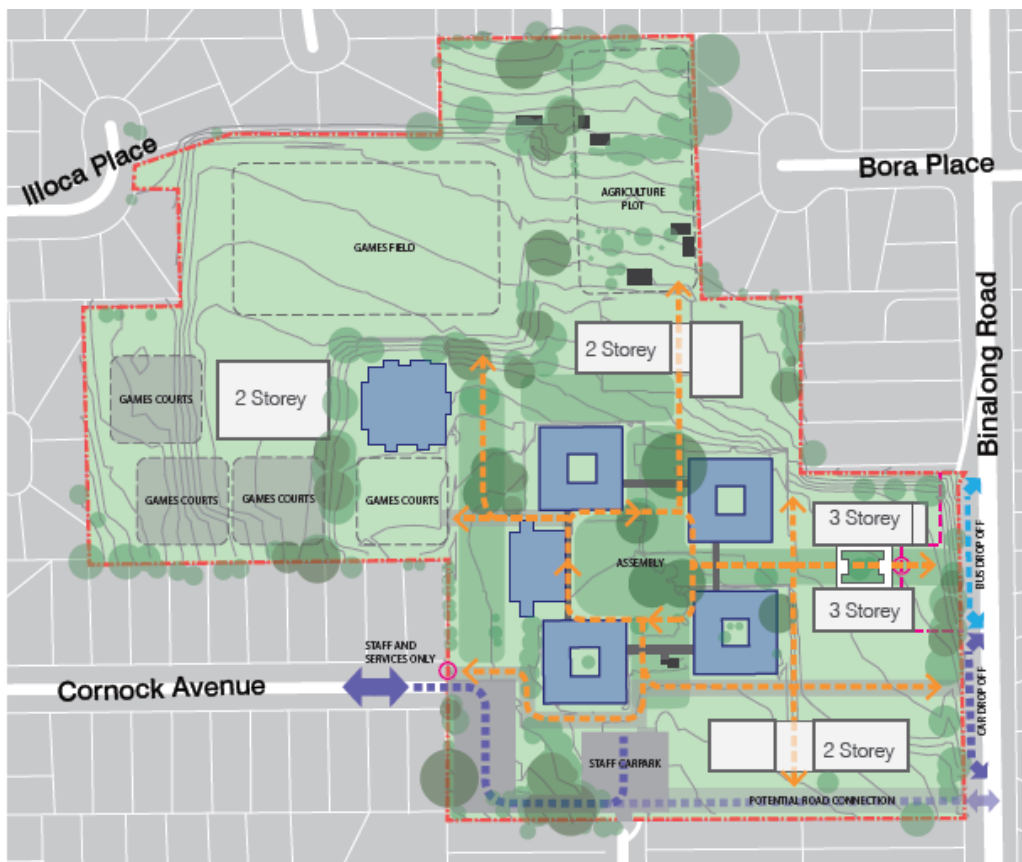 Illoca Place
Bora Place
AGRICULTURE
PLOT
GAMES FIELD
Binalong Road
2 Storey
GAMES COURTS
2 Storey
GAMES COURTS
GAMES COURTS
GAMES COURTS
3 Storey
BUS DROP OFF
ASSEMBLY
3 Storey
STAFF AND
SERVICES ONLY
Cornock Avenue
CAR DROP OFF
2 Storey
STAFF CARPARK
POTENTIAL ROAD CONNECTION